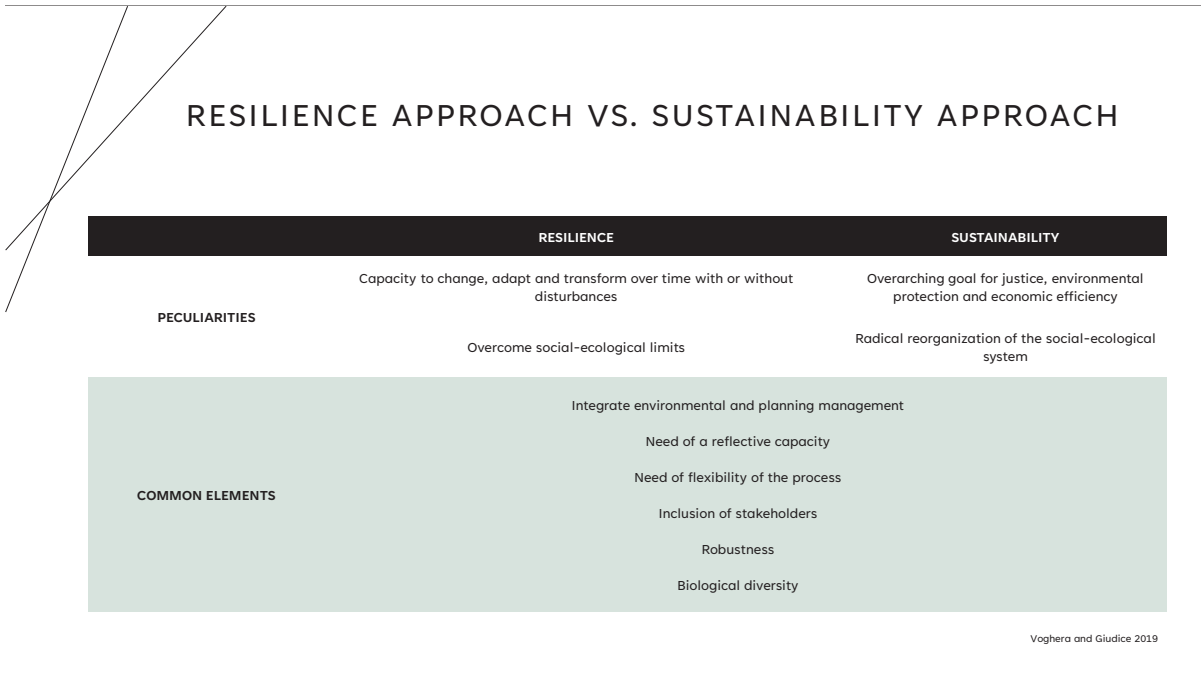 RESILIENCE APPROACH VS. SUSTAINABILITY APPROACH
RESILIENCE
SUSTAINABILITY
PECULIARITIES
Capacity to change, adapt and transform over time with or without
disturbances
Overarching goal for justice, environmental
protection and economic efficiency
Overcome social-ecological limits
Radical reorganization of the social-ecological
system
COMMON ELEMENTS
Integrate environmental and planning management
Need of a reflective capacity
Need of flexibility of the process
Inclusion of stakeholders
Robustness
Biological diversity
Voghera and Giudice 2019